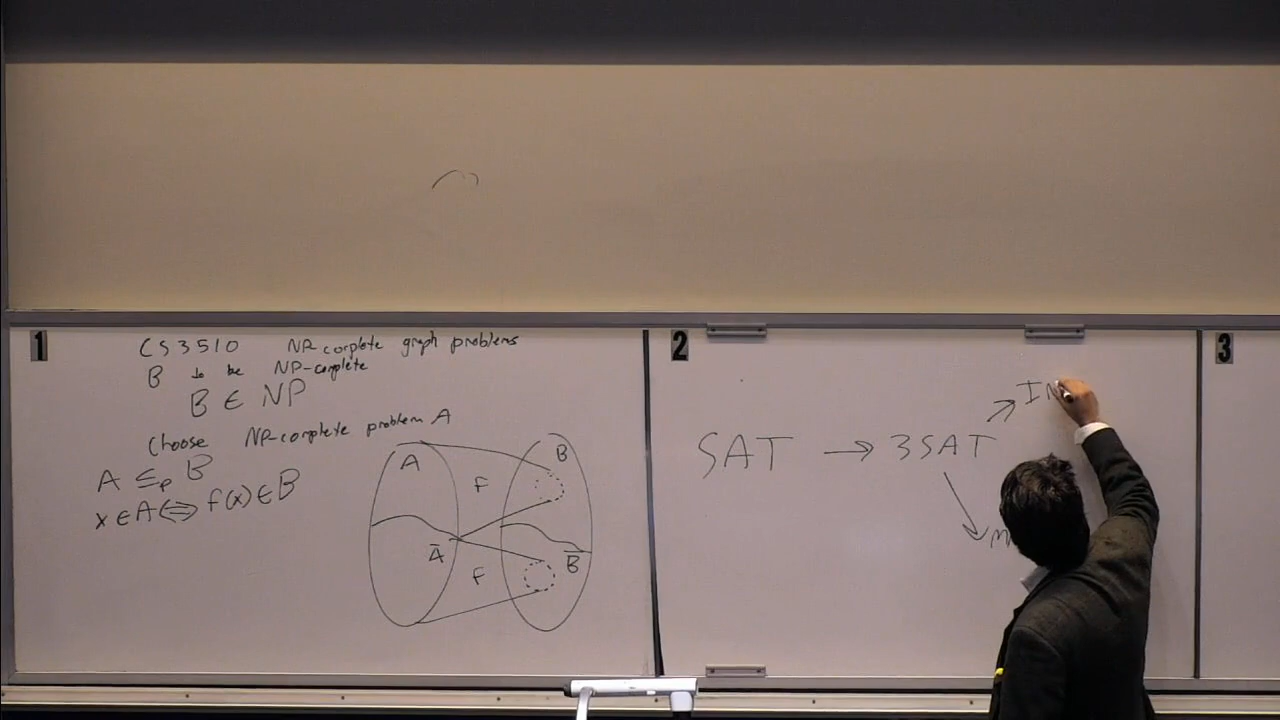 1
CS3510 NP-complete graph problems
B to be NP-complete
B ∈ NP
Choose NP-complete problem A
A ≤p B
x ∈ A ⟺ f(x) ∈ B
A
B
F
Ā
B̄
F
2
IN
SAT → 3SAT
3